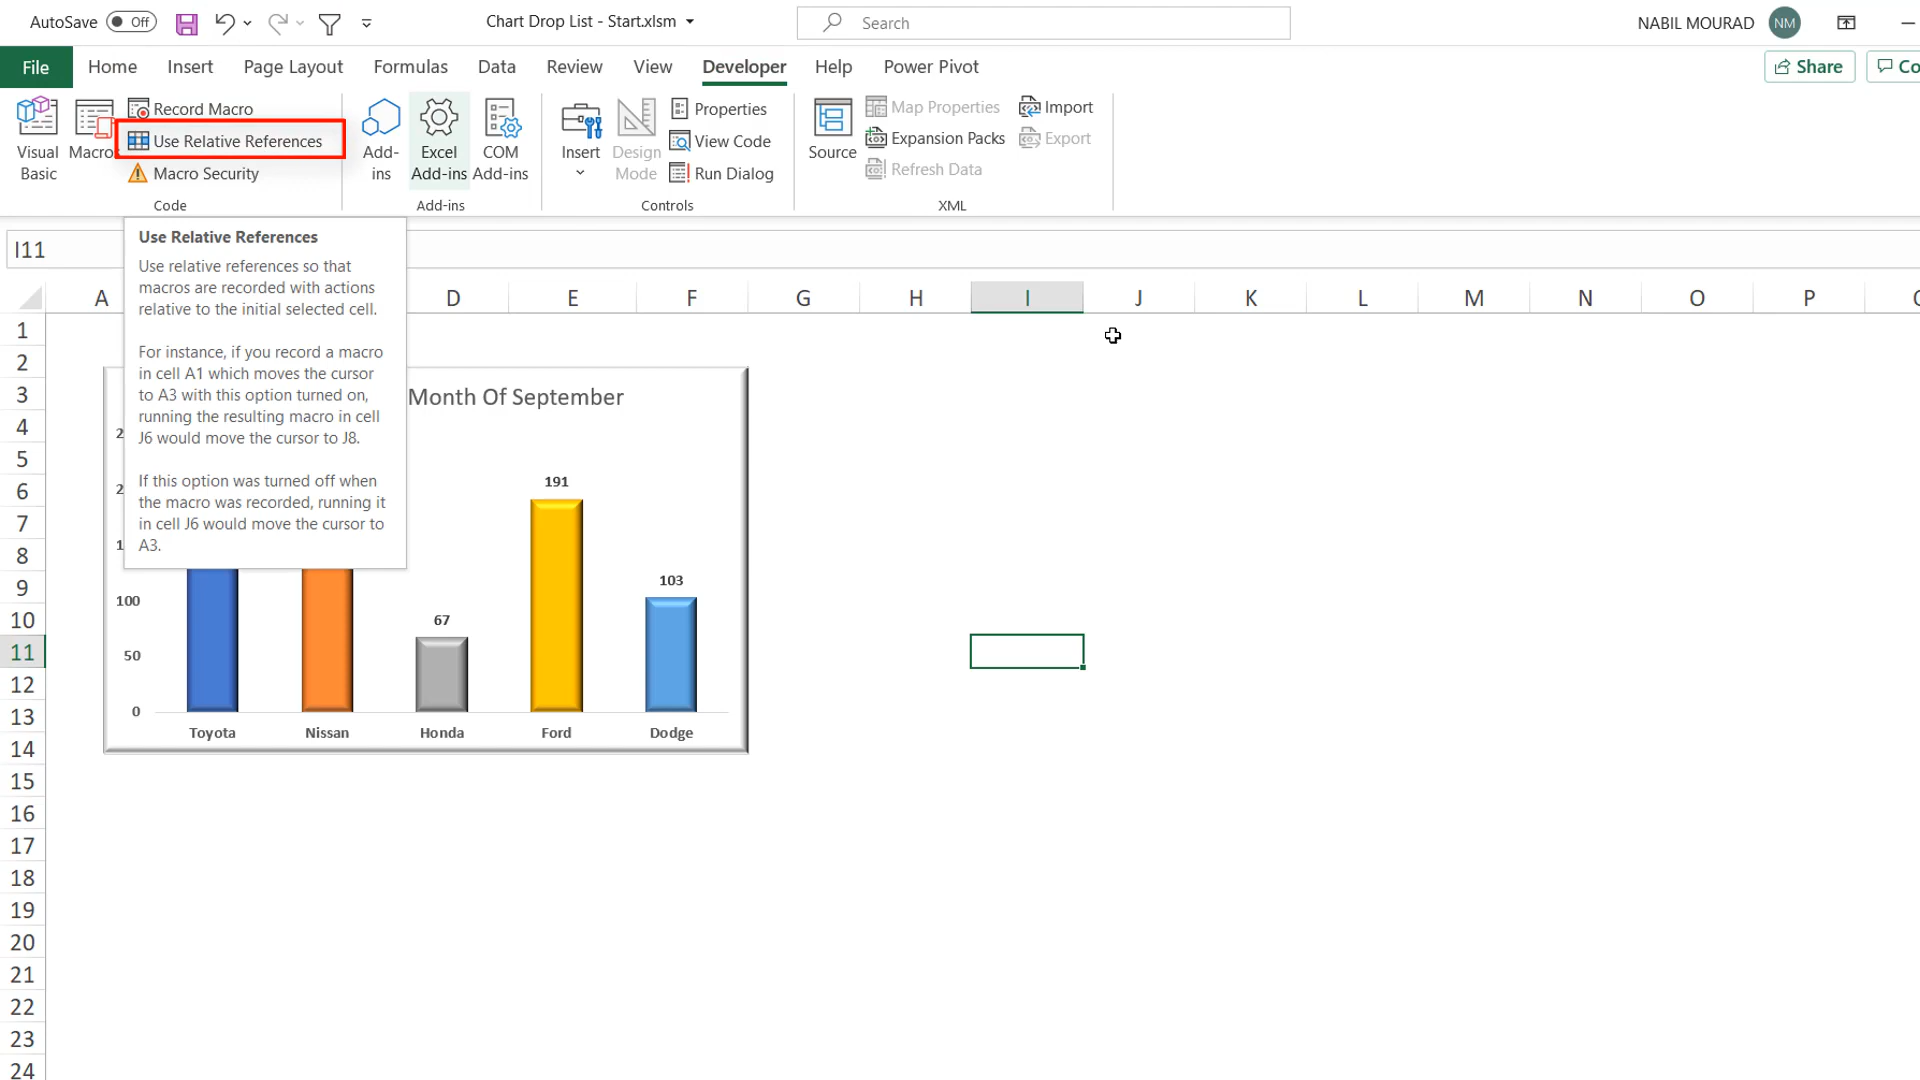 AutoSave Off
Chart Drop List - Start.xlsm
Search
NABIL MOURAD NM
File Home Insert Page Layout Formulas Data Review View Developer Help Power Pivot
Share
Visual Basic
Record Macro
Use Relative References
Macro Security
Code
Add-ins
Excel Add-ins
COM Add-ins
Add-ins
Insert
Design Mode
Properties
View Code
Run Dialog
Controls
Source
Map Properties
Expansion Packs
Refresh Data
Import
Export
XML
I11
Use Relative References
Use relative references so that
macros are recorded with actions
relative to the initial selected cell.
For instance, if you record a macro
in cell A1 which moves the cursor
to A3 with this option turned on,
running the resulting macro in cell
J6 would move the cursor to J8.
If this option was turned off when
the macro was recorded, running it
in cell J6 would move the cursor to
A3.
A D E F G H I J K L M N O P
1
2
3
4
5
6
7
8
9
10
11
12
13
14
15
16
17
18
19
20
21
22
23
24
Month Of September
191
103
67
100
50
0
Toyota Nissan Honda Ford Dodge